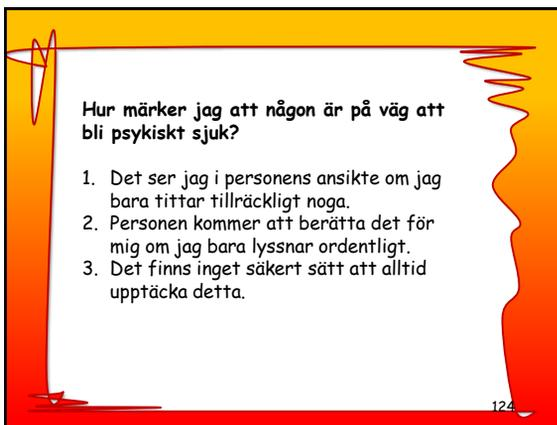 Hur märker jag att någon är på väg att
bli psykiskt sjuk?
1. Det ser jag i personens ansikte om jag
bara tittar tillräckligt noga.
2. Personen kommer att berätta det för
mig om jag bara lyssnar ordentligt.
3. Det finns inget säkert sätt att alltid
upptäcka detta.
124